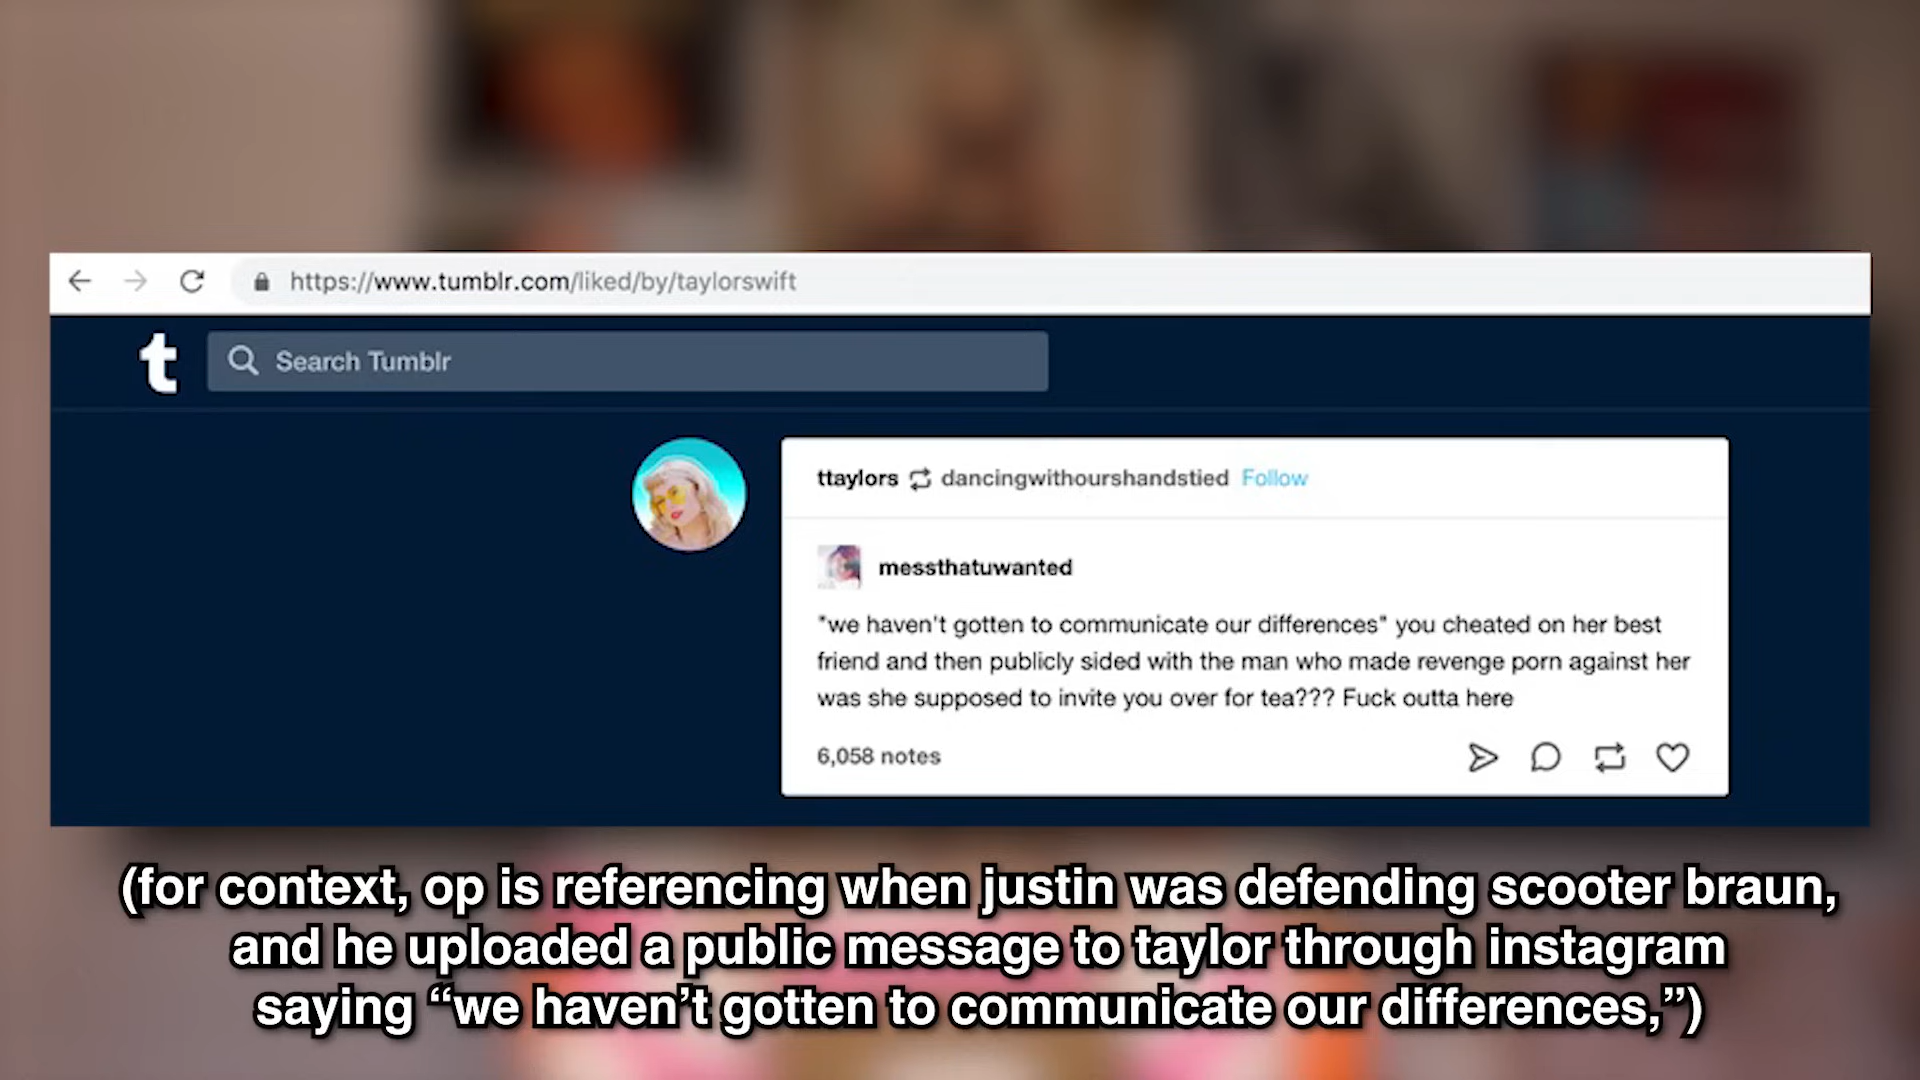 https://www.tumblr.com/liked/by/taylorswift
t Search Tumblr
ttaylors dancingwithourshandstied Follow
messthatuwanted
"we haven't gotten to communicate our differences" you cheated on her best
friend and then publicly sided with the man who made revenge porn against her
was she supposed to invite you over for tea??? Fuck outta here
6,058 notes
(for context, op is referencing when justin was defending scooter braun,
and he uploaded a public message to taylor through instagram
saying “we haven’t gotten to communicate our differences,”)